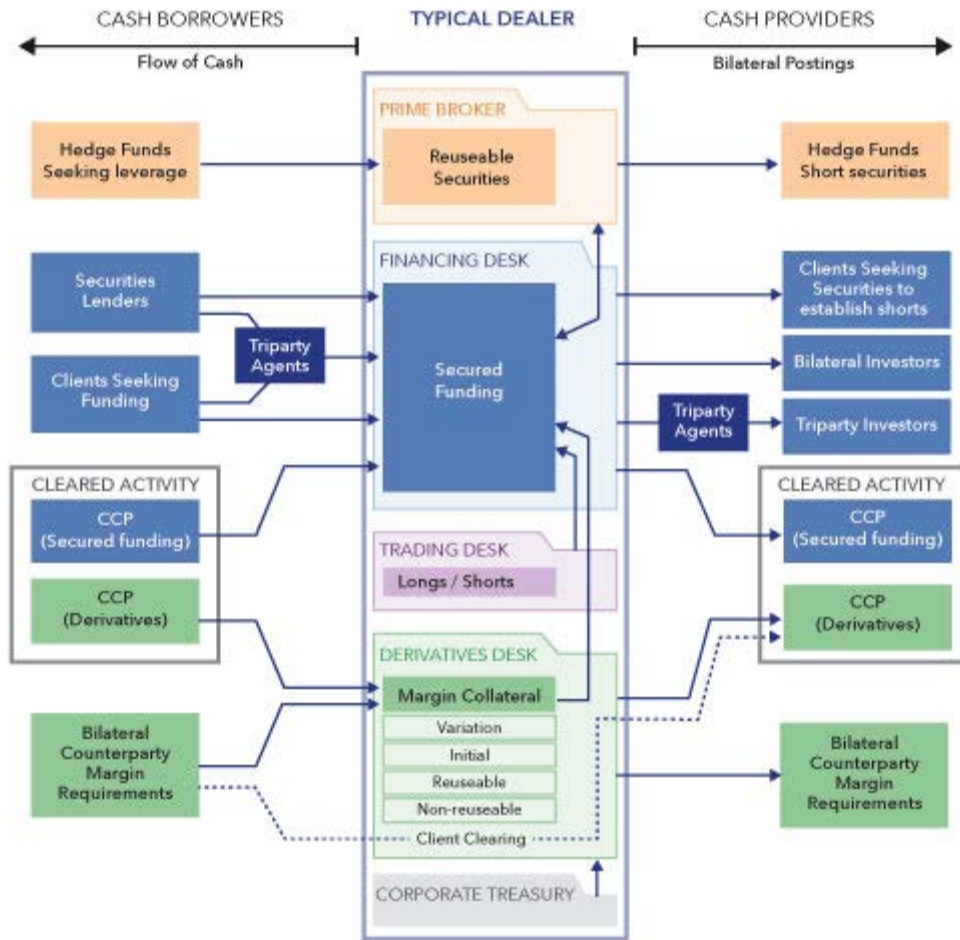 CASH BORROWERS
TYPICAL DEALER
CASH PROVIDERS
Flow of Cash
Bilateral Postings
PRIME BROKER
Hedge Funds
Seeking leverage
Reuseable
Securities
Hedge Funds
Short securities
FINANCING DESK
Securities
Lenders
Clients Seeking
Securities to
establish shorts
Triparty
Agents
Secured
Funding
Bilateral Investors
Clients Seeking
Funding
Triparty
Agents
Triparty Investors
CLEARED ACTIVITY
CCP
(Secured funding)
CCP
(Derivatives)
CLEARED ACTIVITY
CCP
(Secured funding)
CCP
(Derivatives)
TRADING DESK
Longs / Shorts
DERIVATIVES DESK
Margin Collateral
Variation
Initial
Reuseable
Non-reuseable
Client Clearing
Bilateral
Counterparty
Margin
Requirements
Bilateral
Counterparty
Margin
Requirements
CORPORATE TREASURY